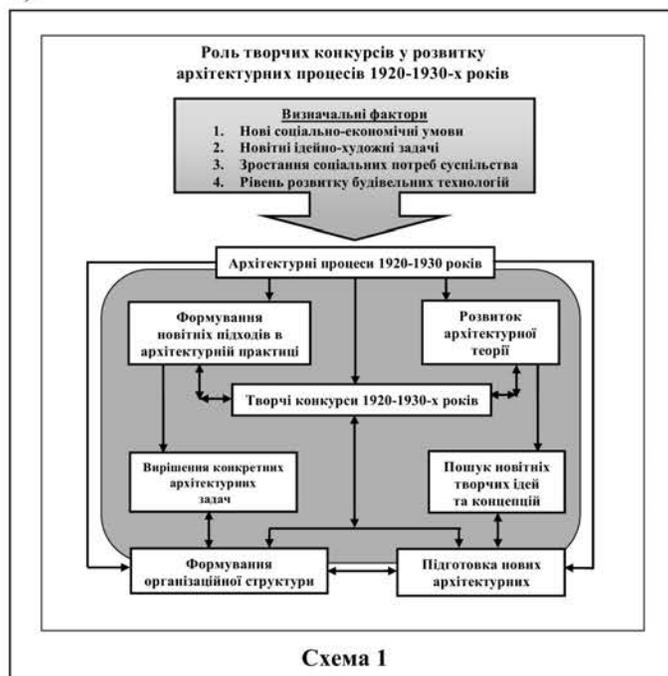 Роль творчих конкурсів у розвитку
архітектурних процесів 1920-1930-х років
Визначальні фактори
1. Нові соціально-економічні умови
2. Новітні ідейно-художні задачі
3. Зростання соціальних потреб суспільства
4. Рівень розвитку будівельних технологій
Архітектурні процеси 1920-1930 років
Формування
новітніх підходів в
архітектурній практиці
Розвиток
архітектурної
теорії
Творчі конкурси 1920-1930-х років
Вирішення конкретних
архітектурних
задач
Пошук новітніх
творчих ідей
та концепцій
Формування
організаційної структури
Підготовка нових
архітектурних
Схема 1